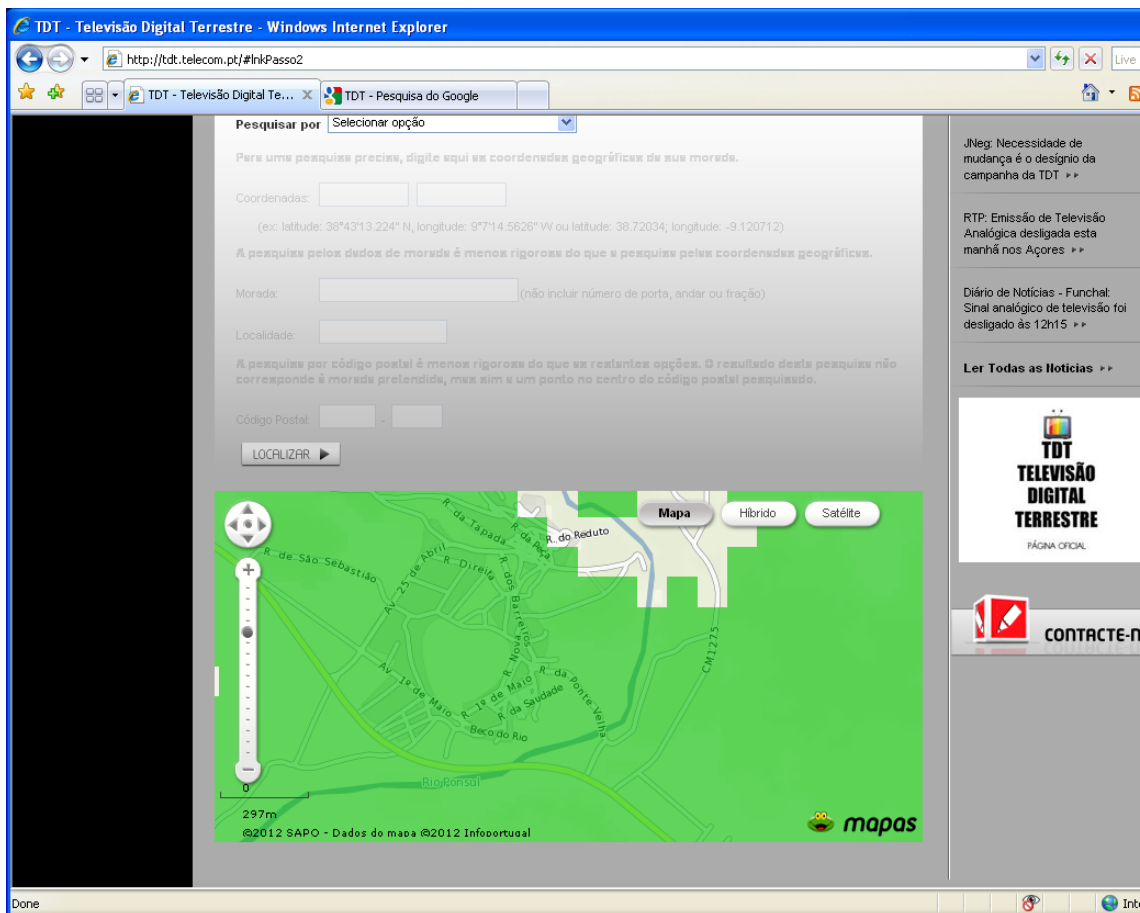 TDT - Televisão Digital Terrestre - Windows Internet Explorer
http://tdt.telecom.pt/#lnkPasso2
Live
TDT - Televisão Digital Te...
TDT - Pesquisa do Google
Pesquisar por
Selecionar opção
Para uma pesquisa precisa, digite aqui as coordenadas geográficas da sua morada.
Coordenadas:
(ex: latitude: 38°43'13.224" N, longitude: 9°7'14.5626" W ou latitude: 38.72034; longitude: -9.120712)
A pesquisa pelos dados de morada é menos rigorosa do que a pesquisa pelas coordenadas geográficas.
Morada:
(não incluir número de porta, andar ou fração)
Localidade:
A pesquisa por código postal é menos rigorosa do que as restantes opções. O resultado desta pesquisa não
corresponde à morada pretendida, mas sim a um ponto no centro do código postal pesquisado.
Código Postal:
-
LOCALIZAR
JNeg: Necessidade de
mudança é o desígnio da
campanha da TDT
RTP: Emissão de Televisão
Analógica desligada esta
manhã nos Açores
Diário de Notícias - Funchal:
Sinal analógico de televisão foi
desligado às 12h15
Ler Todas as Noticias
TDT
TELEVISÃO
DIGITAL
TERRESTRE
PÁGINA OFICIAL
CONTACTE-N
Mapa
Híbrido
Satélite
R. da Tapada
R. da Peça
R. do Reduto
R. de São Sebastião
Av. 25 de Abril
R. Direita
R. dos Barreiros
R. Nova
CM1275
Av. 1º de Maio
R. 1º de Maio
R. da Ponte Velha
R. da Saudade
Beco do Rio
Rio Ponsul
0
297m
©2012 SAPO - Dados do mapa ©2012 Infoportugal
mapas
Done
Inte